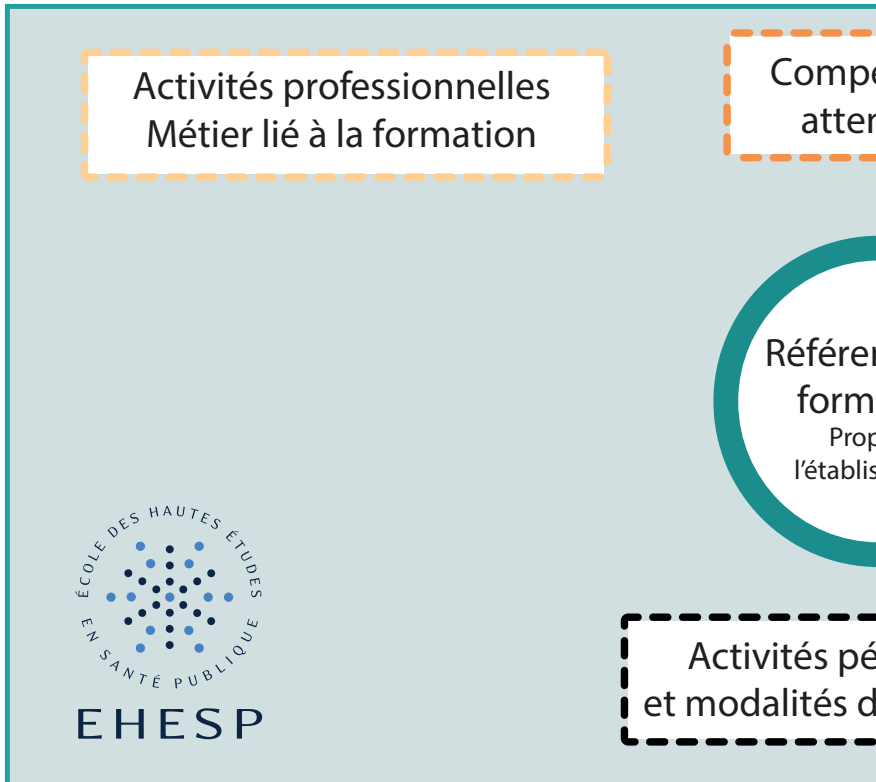 Activités professionnelles
Métier lié à la formation
Compé
atten
Référen
form
Prop
l'établis
ÉCOLE DES HAUTES ÉTUDES
EN SANTÉ PUBLIQUE
EHESP
Activités pé
et modalités d